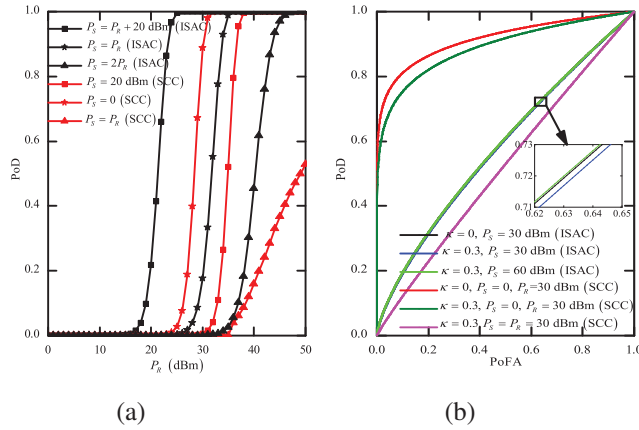 1.0
0.8
0.6
0.4
0.2
0.0
PoD
0
10
20
30
40
50
P_R (dBm)
P_S = P_R + 20 dBm (ISAC)
P_S = P_R (ISAC)
P_S = 2P_R (ISAC)
P_S = 20 dBm (SCC)
P_S = 0 (SCC)
P_S = P_R (SCC)
(a)
1.0
0.8
0.6
0.4
0.2
0.0
PoD
0.0
0.2
0.4
0.6
0.8
1.0
PoFA
0.73
0.71
0.62
0.63
0.64
0.65
κ = 0, P_S = 30 dBm (ISAC)
κ = 0.3, P_S = 30 dBm (ISAC)
κ = 0.3, P_S = 60 dBm (ISAC)
κ = 0, P_S = 0, P_R=30 dBm (SCC)
κ = 0.3, P_S = 0, P_R = 30 dBm (SCC)
κ = 0.3, P_S = P_R = 30 dBm (SCC)
(b)